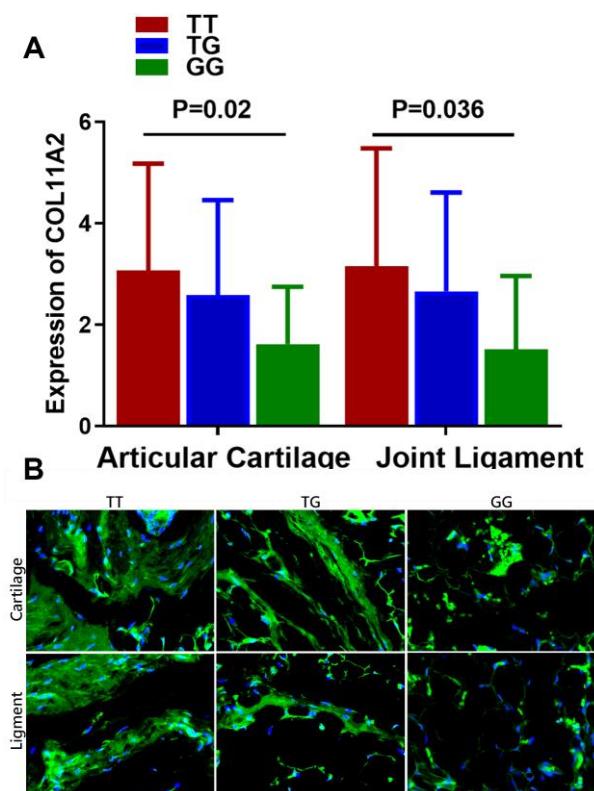 TT
TG
GG
A
P=0.02 P=0.036
Expression of COL11A2
6
4
2
0
Articular Cartilage Joint Ligament
B
TT TG GG
Cartilage
Ligment